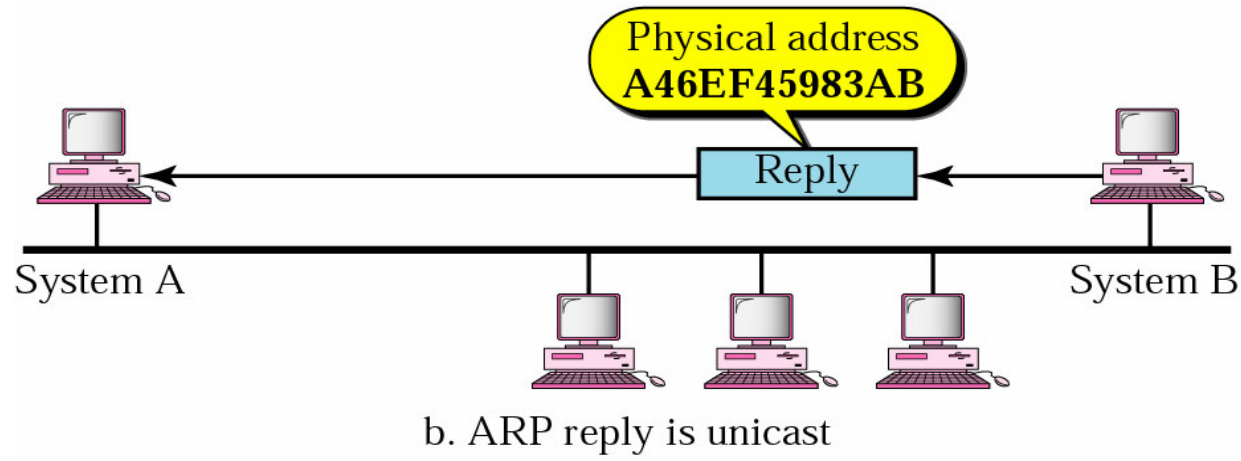 Physical address
A46EF45983AB
Reply
System A
System B
b. ARP reply is unicast